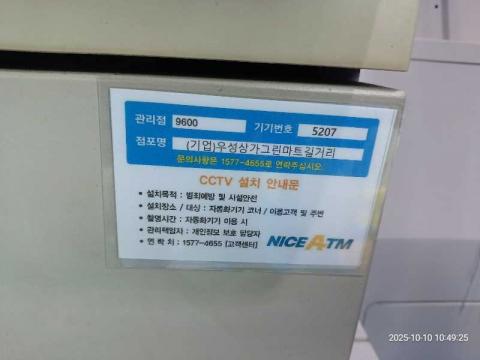 관리점 9600 기기번호 5207
점포명 (기업)우성상가그린마트길거리
문의사항은 1577-4655로 연락주십시오
CCTV 설치 안내문
• 설치목적 : 범죄예방 및 시설안전
• 설치장소 / 대상 : 자동화기기 코너 / 이용고객 및 주변
• 촬영시간 : 자동화기기 이용 시
• 관리책임자 : 개인정보 보호 담당자
• 연 락 처 : 1577-4655 [고객센터]
NICE ATM
2025-10-10 10:49:25